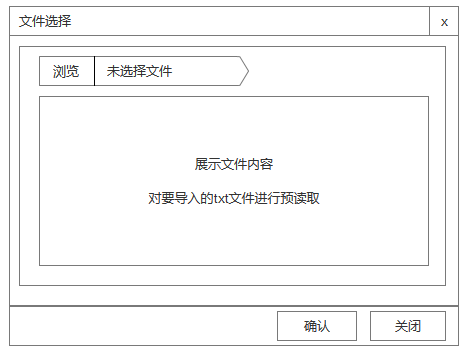 文件选择
x
浏览
未选择文件
展示文件内容
对要导入的txt文件进行预读取
确认
关闭